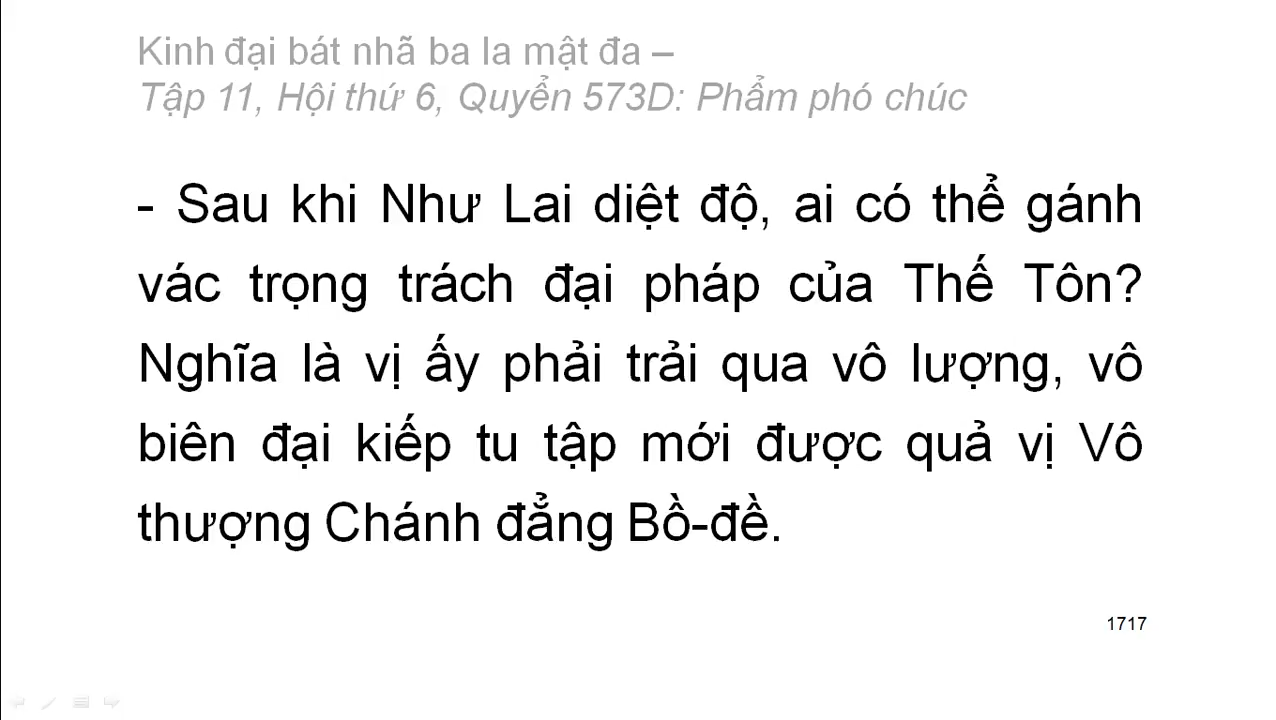 Kinh đại bát nhã ba la mật đa –
Tập 11, Hội thứ 6, Quyển 573D: Phẩm phó chúc
- Sau khi Như Lai diệt độ, ai có thể gánh
vác trọng trách đại pháp của Thế Tôn?
Nghĩa là vị ấy phải trải qua vô lượng, vô
biên đại kiếp tu tập mới được quả vị Vô
thượng Chánh đẳng Bồ-đề.
1717